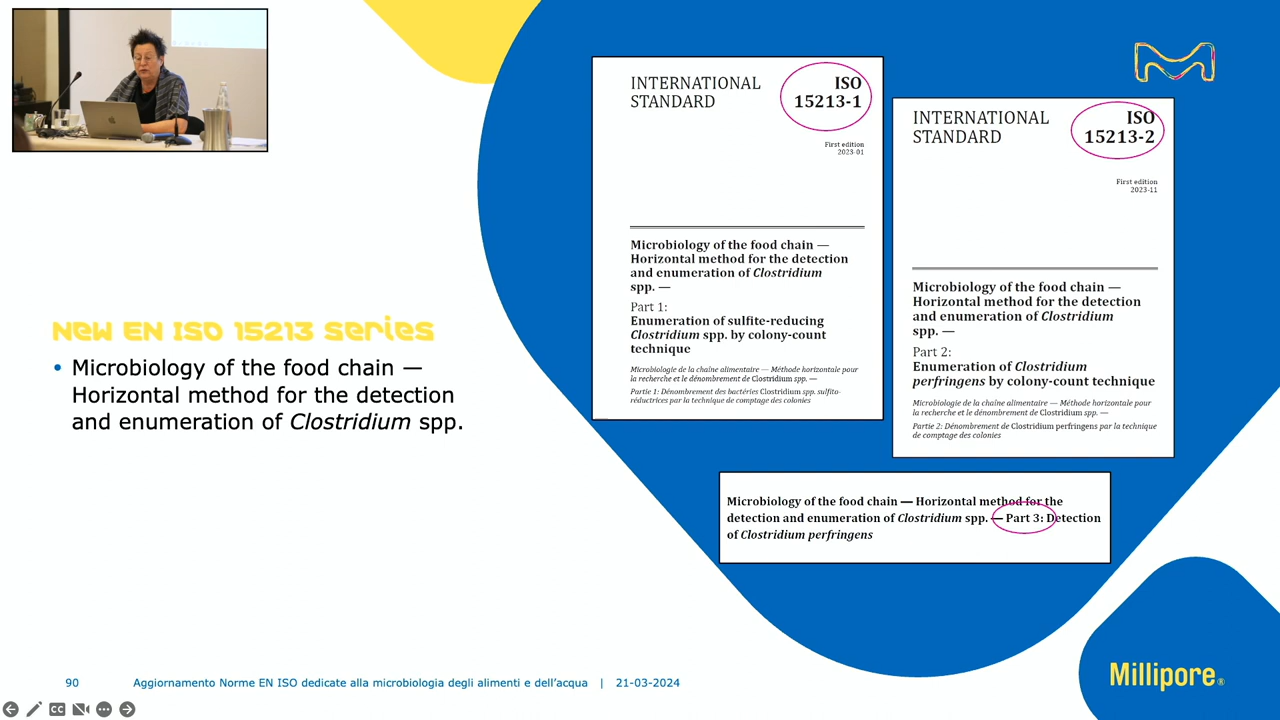 New EN ISO 15213 series
• Microbiology of the food chain —
Horizontal method for the detection
and enumeration of Clostridium spp.
INTERNATIONAL
STANDARD
ISO
15213-1
First edition
2023-01
Microbiology of the food chain —
Horizontal method for the detection
and enumeration of Clostridium
spp. —
Part 1:
Enumeration of sulfite-reducing
Clostridium spp. by colony-count
technique
Microbiologie de la chaîne alimentaire — Méthode horizontale pour
la recherche et le dénombrement de Clostridium spp. —
Partie 1: Dénombrement des bactéries Clostridium spp. sulfito-
réductrices par la technique de comptage des colonies
INTERNATIONAL
STANDARD
ISO
15213-2
First edition
2023-11
Microbiology of the food chain —
Horizontal method for the detection
and enumeration of Clostridium
spp. —
Part 2:
Enumeration of Clostridium
perfringens by colony-count technique
Microbiologie de la chaîne alimentaire — Méthode horizontale pour
la recherche et le dénombrement de Clostridium spp. —
Partie 2: Dénombrement de Clostridium perfringens par la technique
de comptage des colonies
Microbiology of the food chain — Horizontal method for the
detection and enumeration of Clostridium spp. — Part 3: Detection
of Clostridium perfringens
90 Aggiornamento Norme EN ISO dedicate alla microbiologia degli alimenti e dell’acqua | 21-03-2024
Millipore®
CC